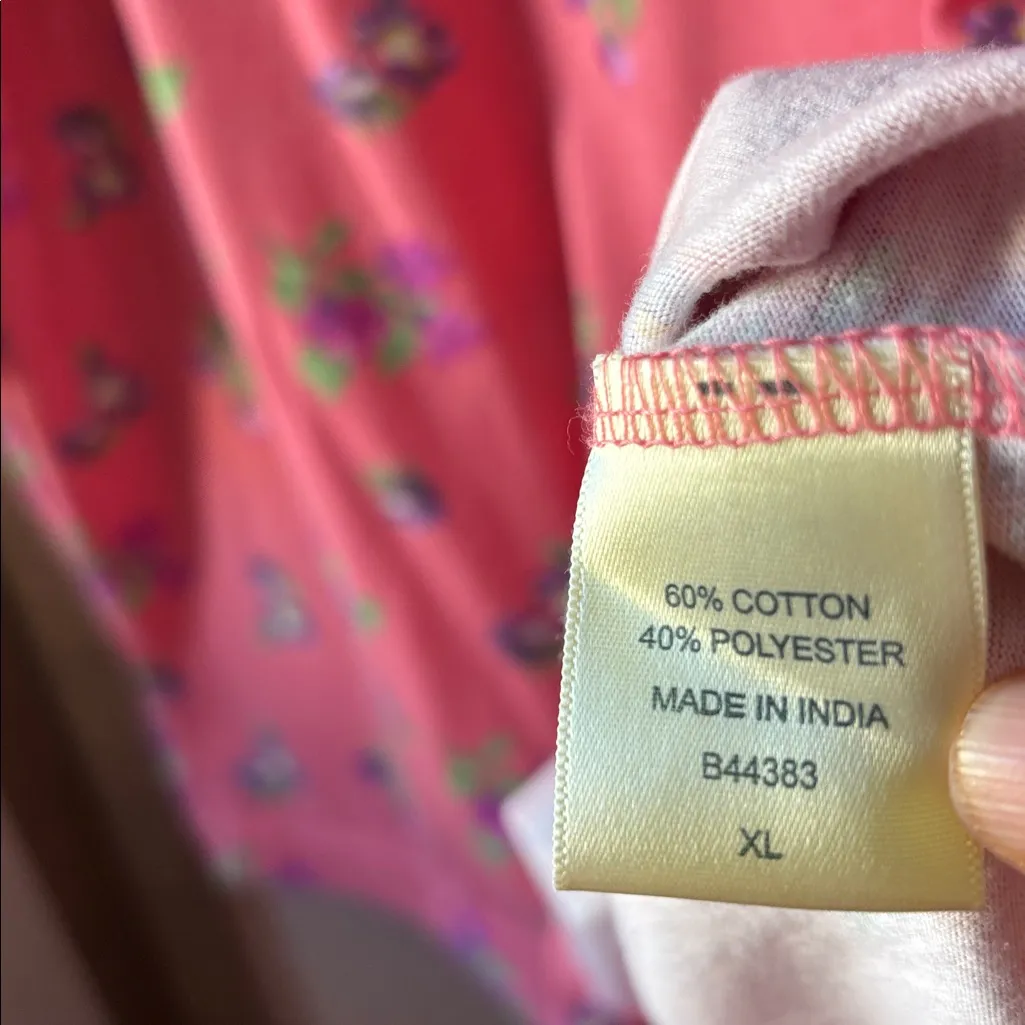 60% COTTON
40% POLYESTER
MADE IN INDIA
B44383
XL